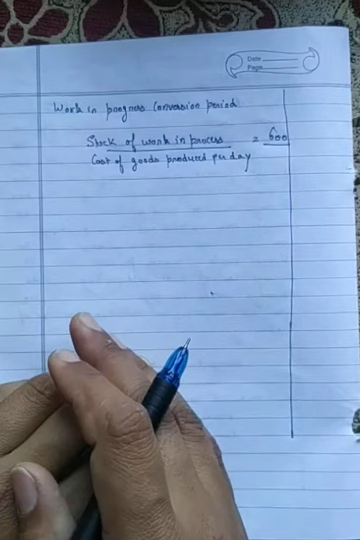 Date
Page
Work in progress conversion period
Stock of work in process = 600
Cost of goods produced per day